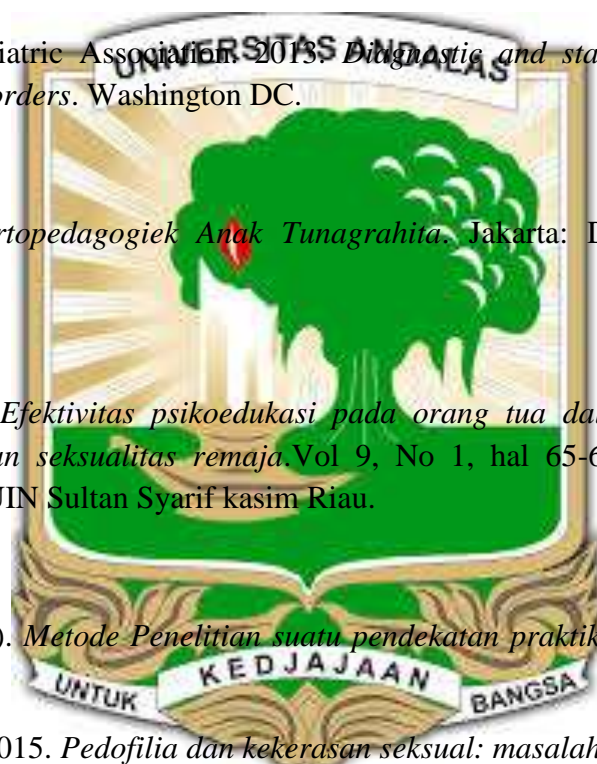 iatric Association. 2013. Diagnostic and sta
UNIVERSITAS ANDALAS
orders. Washington DC.
rtopedagogiek Anak Tunagrahita. Jakarta: D
Efektivitas psikoedukasi pada orang tua da
n seksualitas remaja.Vol 9, No 1, hal 65-6
UIN Sultan Syarif kasim Riau.
). Metode Penelitian suatu pendekatan praktik
UNTUK KEDJAJAAN BANGSA
015. Pedofilia dan kekerasan seksual: masalah